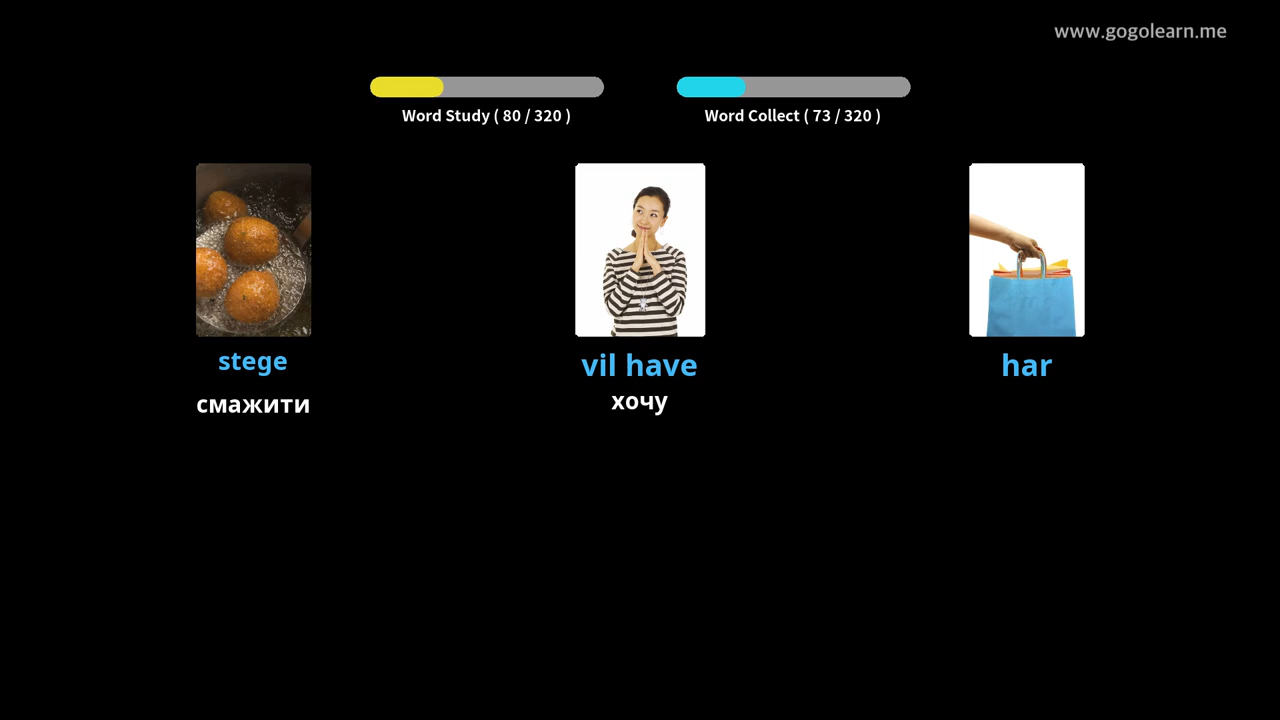 www.gogolearn.me
Word Study ( 80 / 320 )
Word Collect ( 73 / 320 )
stege
vil have
har
смажити
хочу